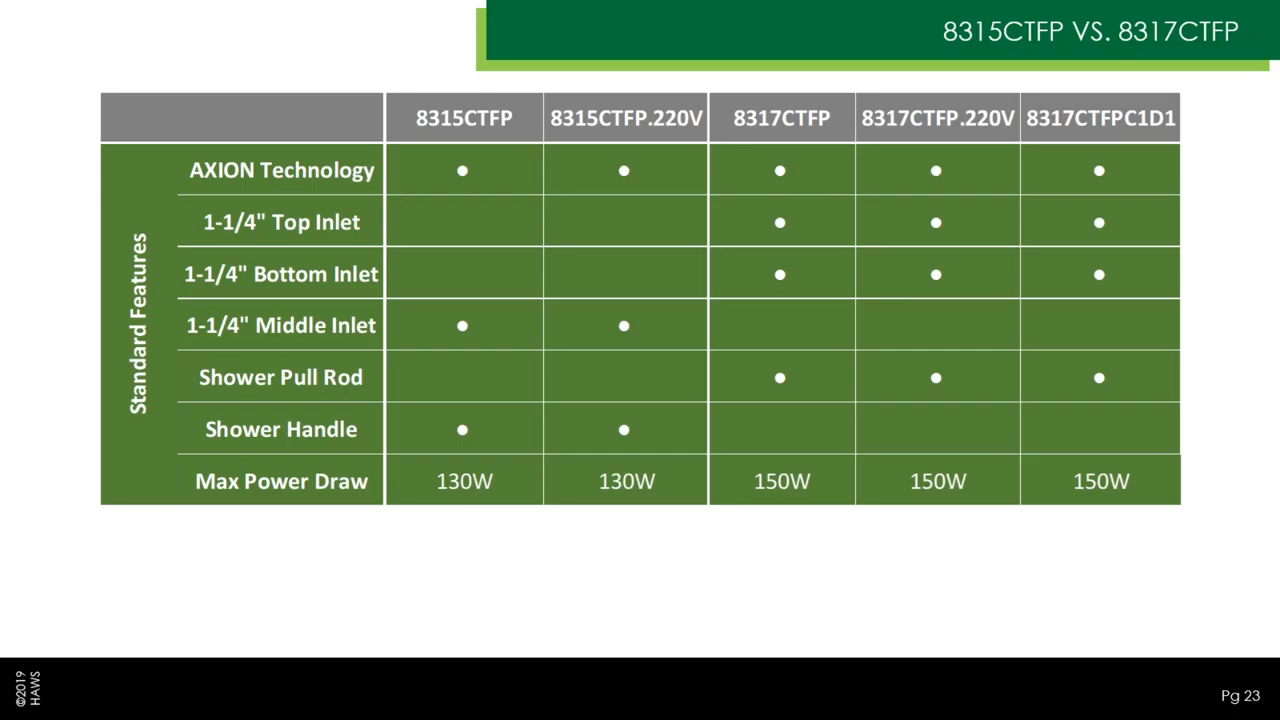 8315CTFP VS. 8317CTFP
8315CTFP 8315CTFP.220V 8317CTFP 8317CTFP.220V 8317CTFPC1D1
Standard Features
AXION Technology ● ● ● ● ●
1-1/4" Top Inlet ● ● ●
1-1/4" Bottom Inlet ● ● ●
1-1/4" Middle Inlet ● ●
Shower Pull Rod ● ● ●
Shower Handle ● ●
Max Power Draw 130W 130W 150W 150W 150W
©2019
HAWS
Pg 23